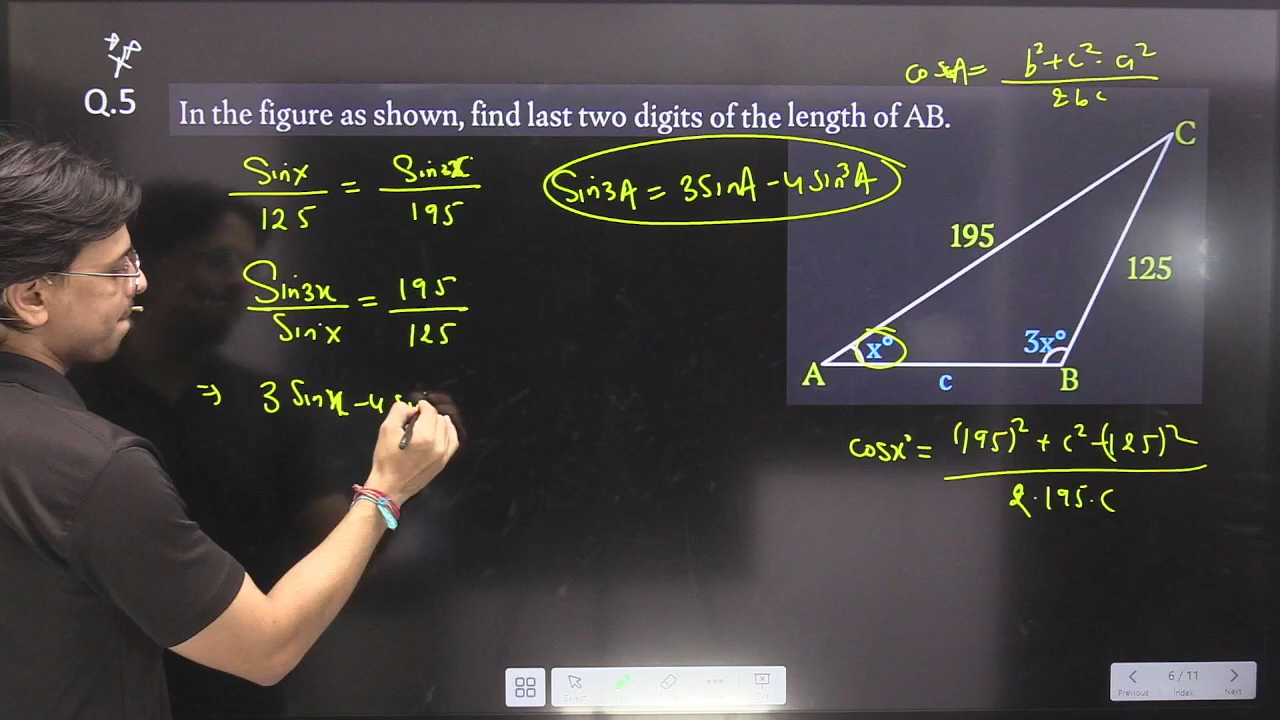 Q.5
In the figure as shown, find last two digits of the length of AB.
cosA = b² + c² - a² / 2bc
Sinx / 125 = Sin3x / 195
Sin3A = 3SinA - 4Sin³A
Sin3x / Sinx = 195 / 125
⇒ 3 Sinx - 4 Sin
C
195
125
x°
3x°
A
c
B
cosx° = (195)² + c² - (125)² / 2·195·c
6 / 11
Previous
Index
Next